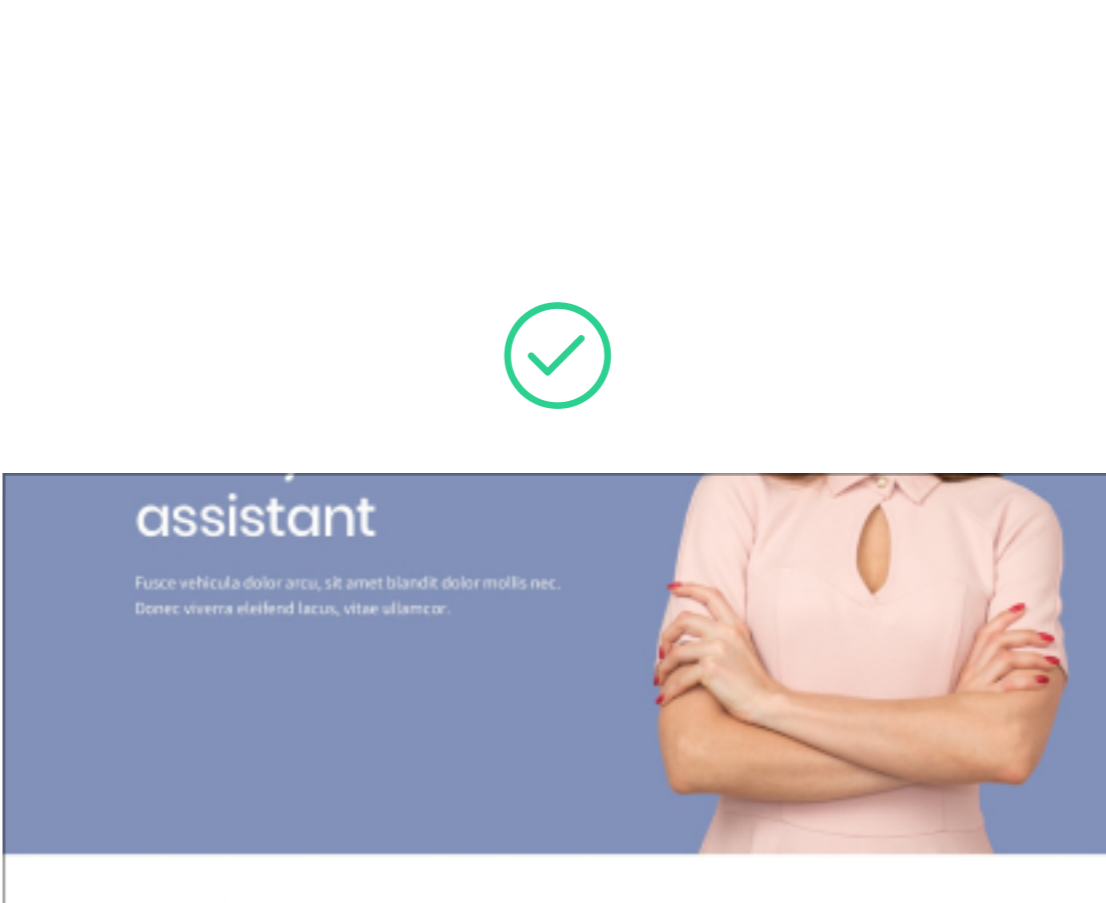 assistant
Fusce vehicula dolor arcu, sit amet blandit dolor mollis nec.
Donec viverra eleifend lacus, vitae ullamcor.